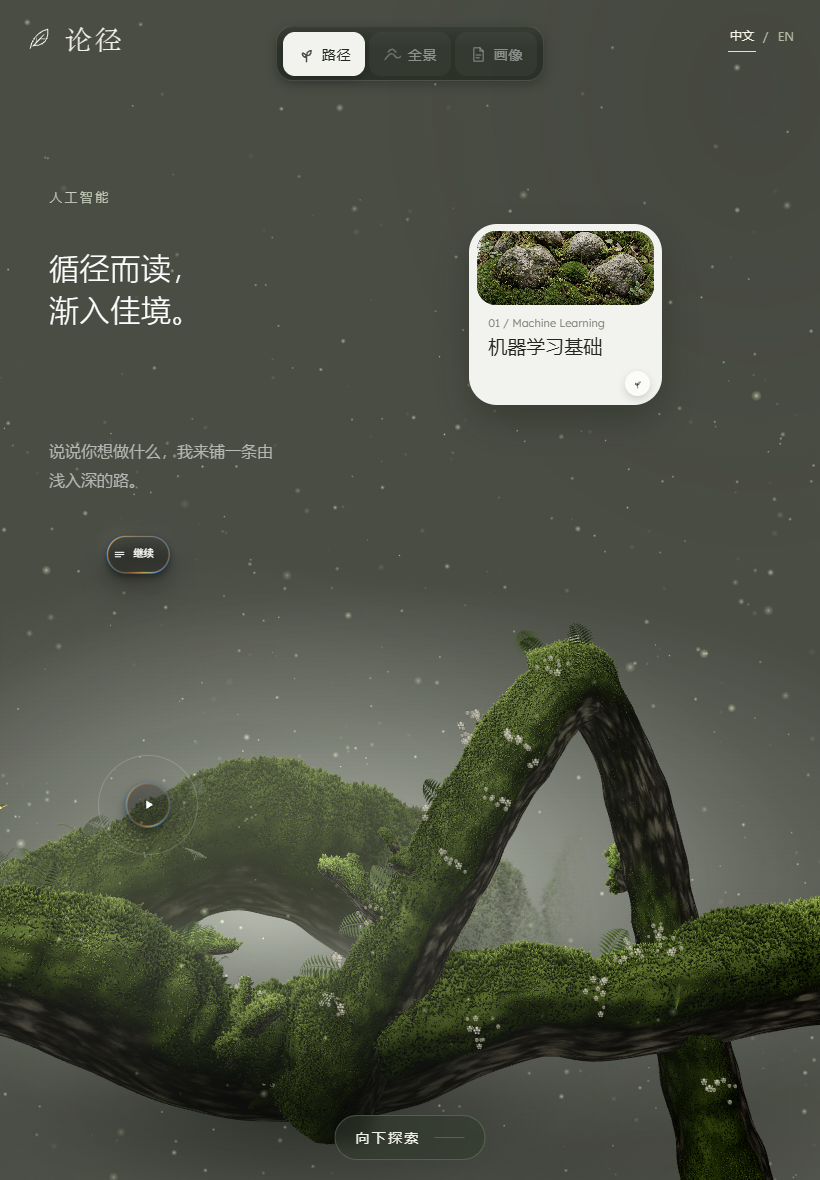 论径
路径
全景
画像
中文 / EN
人工智能
循径而读，
渐入佳境。
01 / Machine Learning
机器学习基础
说说你想做什么，我来铺一条由
浅入深的路。
继续
向下探索